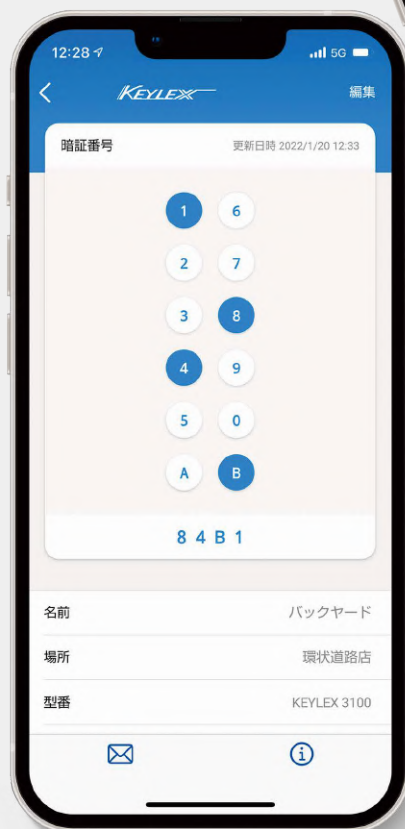 12:28 5G
KEYLEX 編集
暗証番号 更新日時 2022/1/20 12:33
1 6
2 7
3 8
4 9
5 0
A B
8 4 B 1
名前 バックヤード
場所 環状道路店
型番 KEYLEX 3100